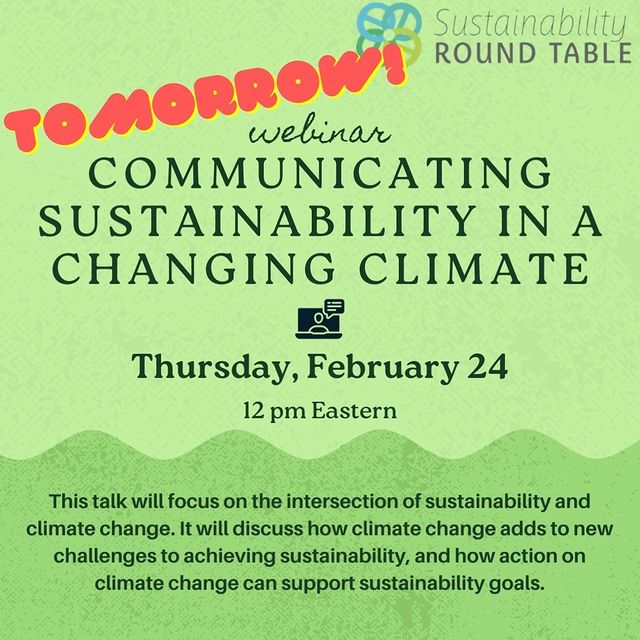 Sustainability
ROUND TABLE
TOMORROW!
webinar
COMMUNICATING
SUSTAINABILITY IN A
CHANGING CLIMATE
Thursday, February 24
12 pm Eastern
This talk will focus on the intersection of sustainability and
climate change. It will discuss how climate change adds to new
challenges to achieving sustainability, and how action on
climate change can support sustainability goals.